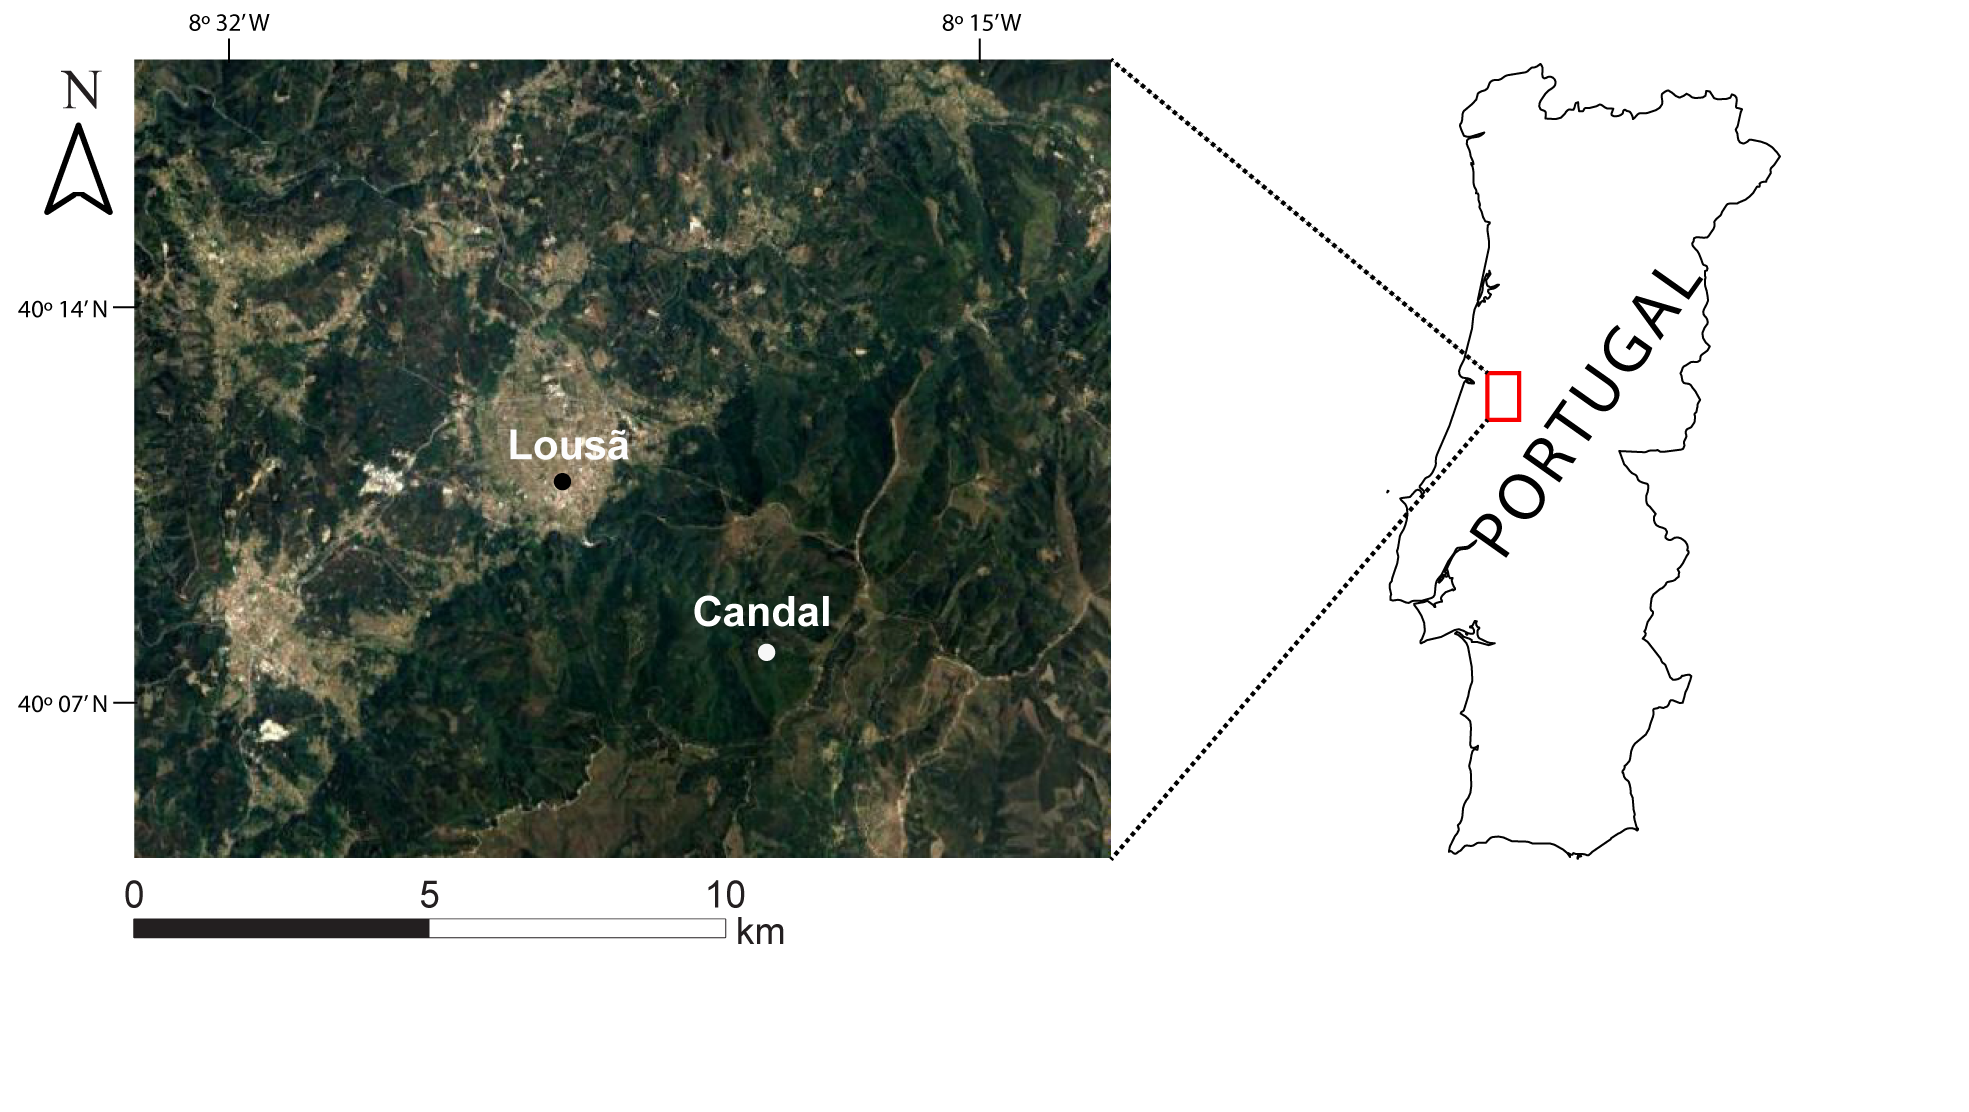 8º 32’W
8º 15’W
N
40º 14’N
Lousã
PORTUGAL
Candal
40º 07’N
0 5 10
km